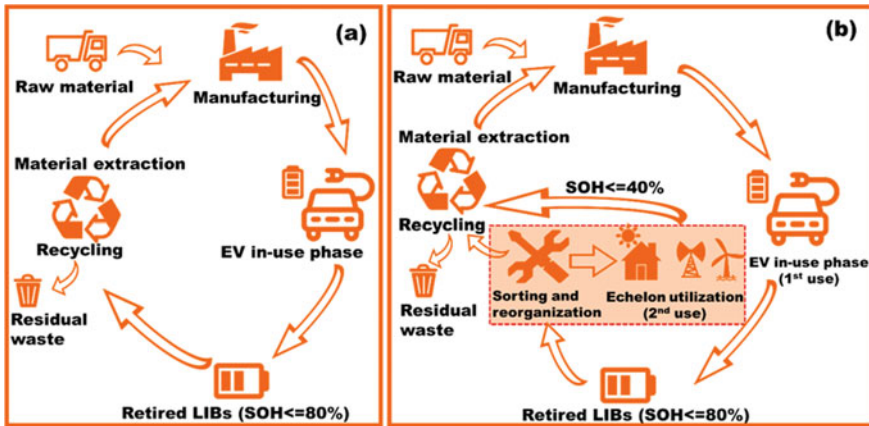 (a)
Raw material
Manufacturing
Material extraction
Recycling
EV in-use phase
Residual
waste
Retired LIBs (SOH<=80%)
(b)
Raw material
Manufacturing
Material extraction
SOH<=40%
Recycling
EV in-use phase
(1st use)
Sorting and
reorganization
Echelon utilization
(2nd use)
Residual
waste
Retired LIBs (SOH<=80%)